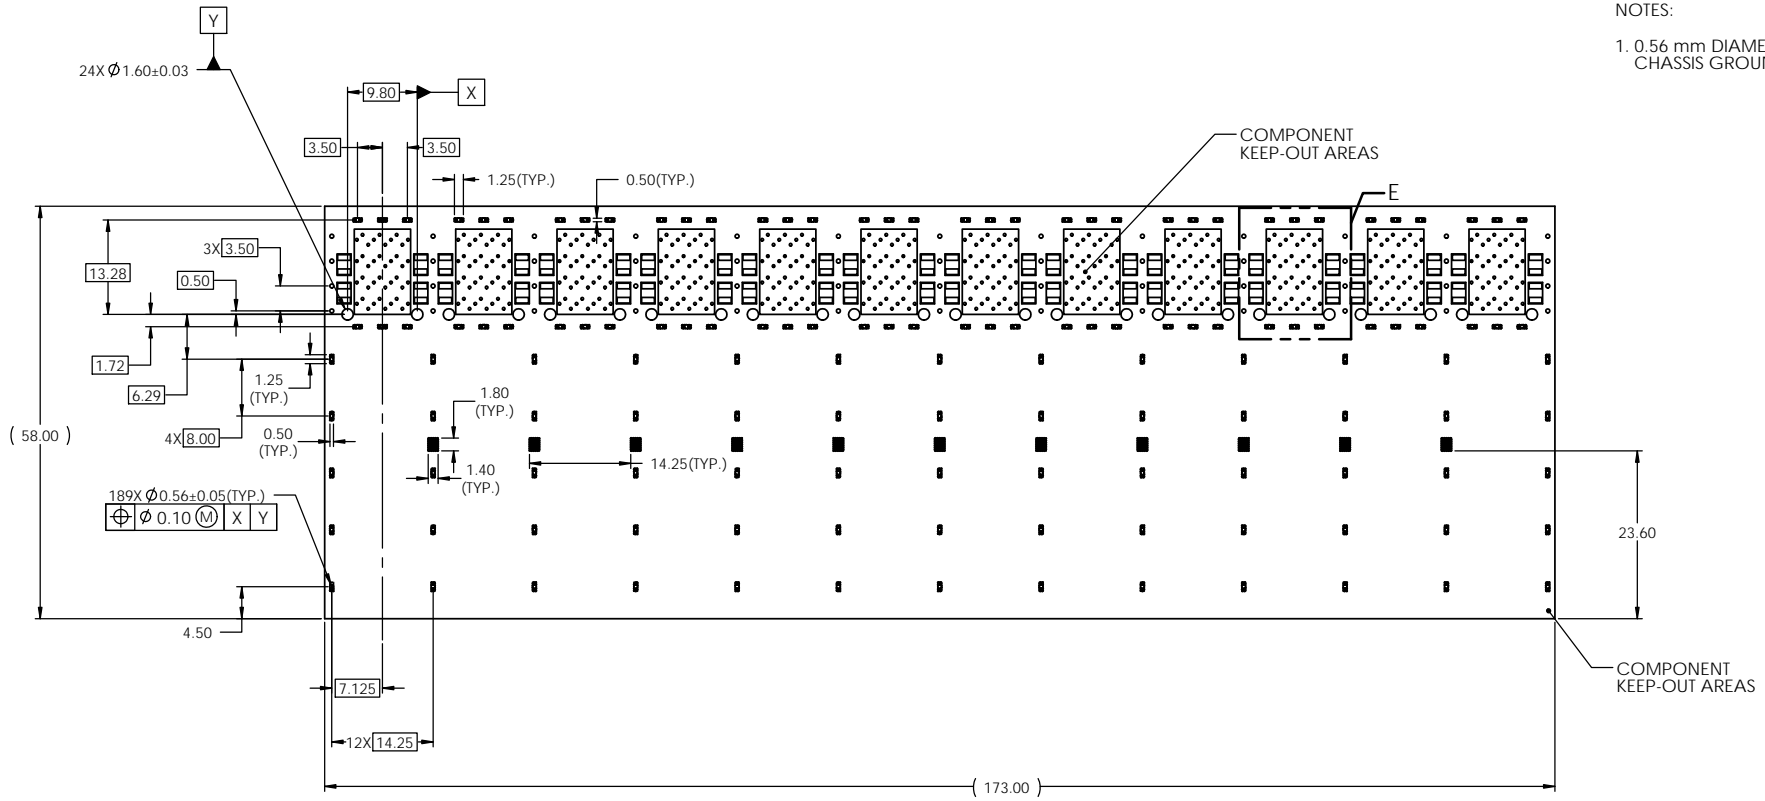 NOTES:
1. 0.56 mm DIAME
CHASSIS GROUN
Y
24X Ø 1.60±0.03
9.80
X
3.50
3.50
COMPONENT
KEEP-OUT AREAS
1.25(TYP.)
0.50(TYP.)
E
3X 3.50
13.28
0.50
1.72
6.29
1.25
(TYP.)
1.80
(TYP.)
( 58.00 )
4X 8.00
0.50
(TYP.)
14.25(TYP.)
1.40
(TYP.)
189X Ø 0.56±0.05(TYP.)
⌖ Ø 0.10 Ⓜ X Y
23.60
4.50
COMPONENT
KEEP-OUT AREAS
7.125
12X 14.25
( 173.00 )